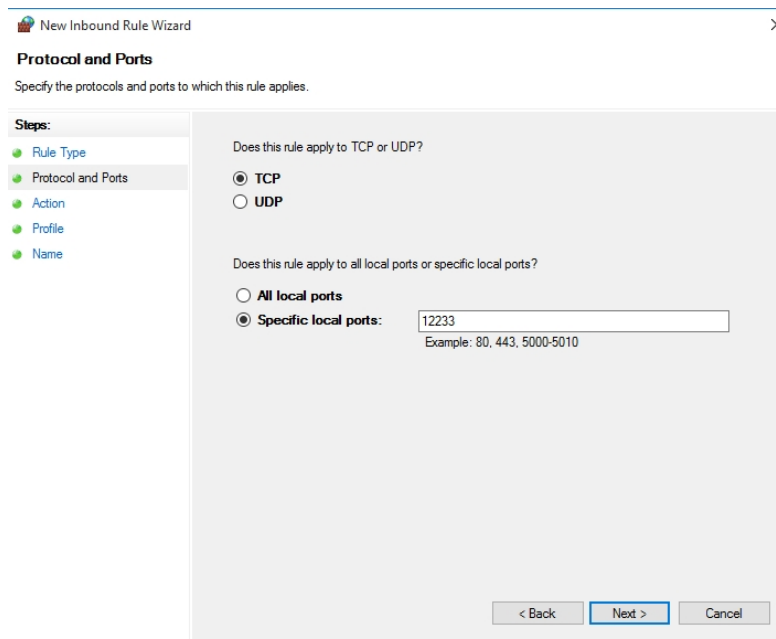 New Inbound Rule Wizard
Protocol and Ports
Specify the protocols and ports to which this rule applies.
Steps:
Rule Type
Protocol and Ports
Action
Profile
Name
Does this rule apply to TCP or UDP?
TCP
UDP
Does this rule apply to all local ports or specific local ports?
All local ports
Specific local ports: 12233
Example: 80, 443, 5000-5010
< Back Next > Cancel